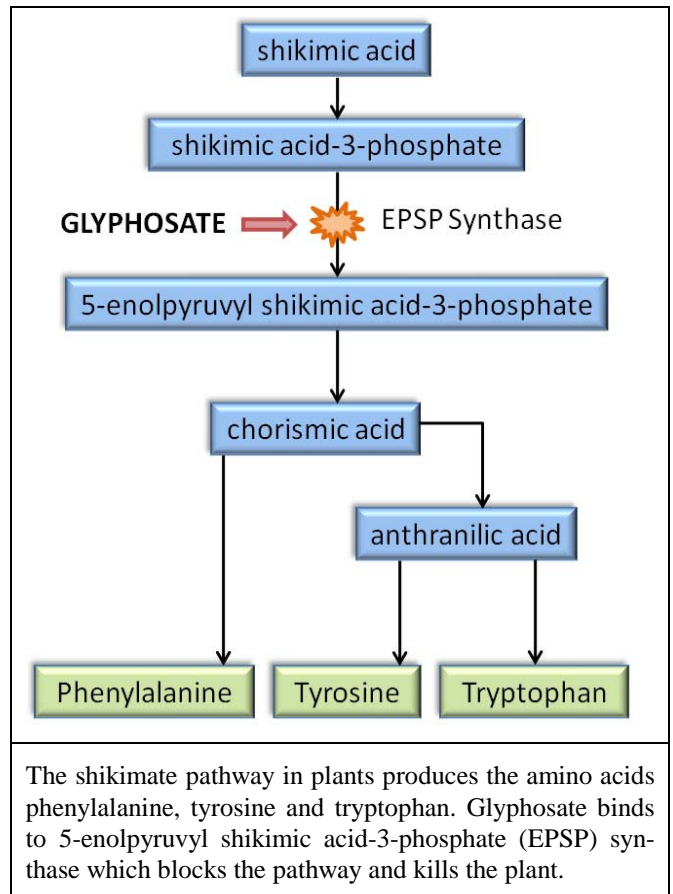 shikimic acid
shikimic acid-3-phosphate
GLYPHOSATE
EPSP Synthase
5-enolpyruvyl shikimic acid-3-phosphate
chorismic acid
anthranilic acid
Phenylalanine
Tyrosine
Tryptophan
The shikimate pathway in plants produces the amino acids
phenylalanine, tyrosine and tryptophan. Glyphosate binds
to 5-enolpyruvyl shikimic acid-3-phosphate (EPSP) syn-
thase which blocks the pathway and kills the plant.